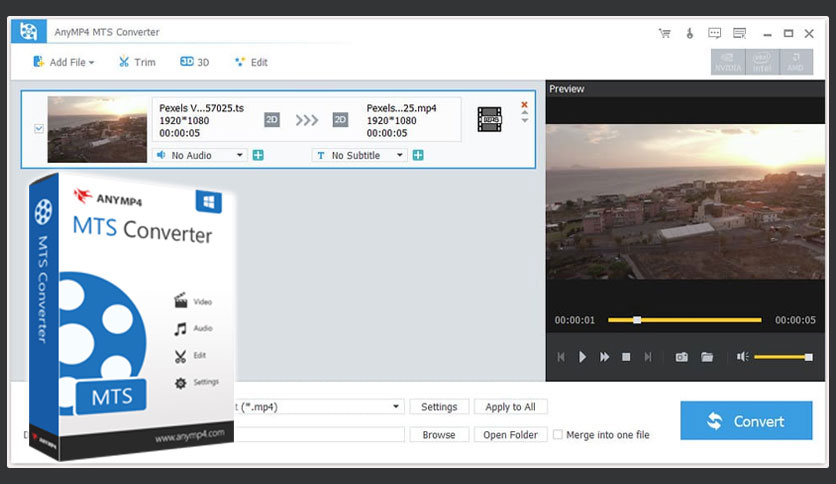 AnyMP4 MTS Converter
Add File
Trim
3D 3D
Edit
NVIDIA
intel
AMD
Pexels V...57025.ts
1920*1080
00:00:05
2D
2D
Pexels...25.mp4
1920*1080
00:00:05
No Audio
T No Subtitle
Preview
00:00:01
00:00:05
ANYMP4
MTS Converter
MTS Converter
Video
Audio
Edit
Settings
MTS
ANYMP4
www.anymp4.com
t (*.mp4)
Settings
Apply to All
Browse
Open Folder
Merge into one file
Convert